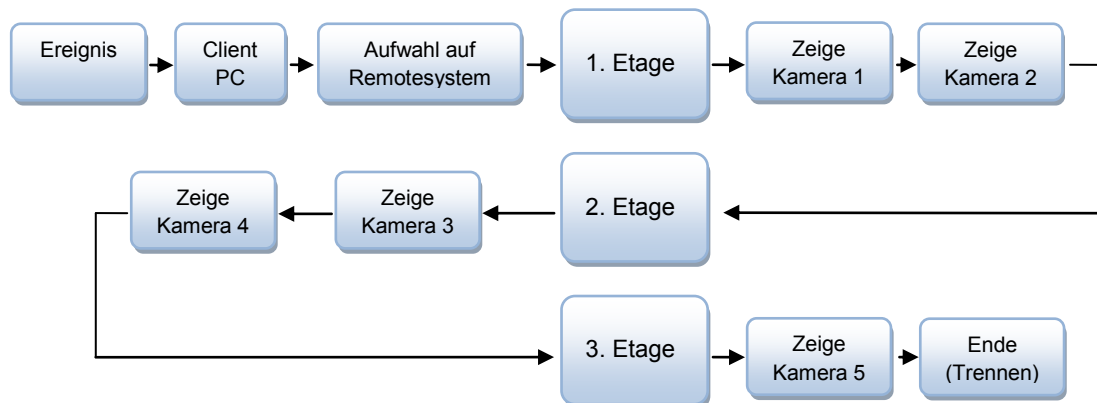 Ereignis
Client
PC
Aufwahl auf
Remotesystem
1. Etage
Zeige
Kamera 1
Zeige
Kamera 2
2. Etage
Zeige
Kamera 3
Zeige
Kamera 4
3. Etage
Zeige
Kamera 5
Ende
(Trennen)